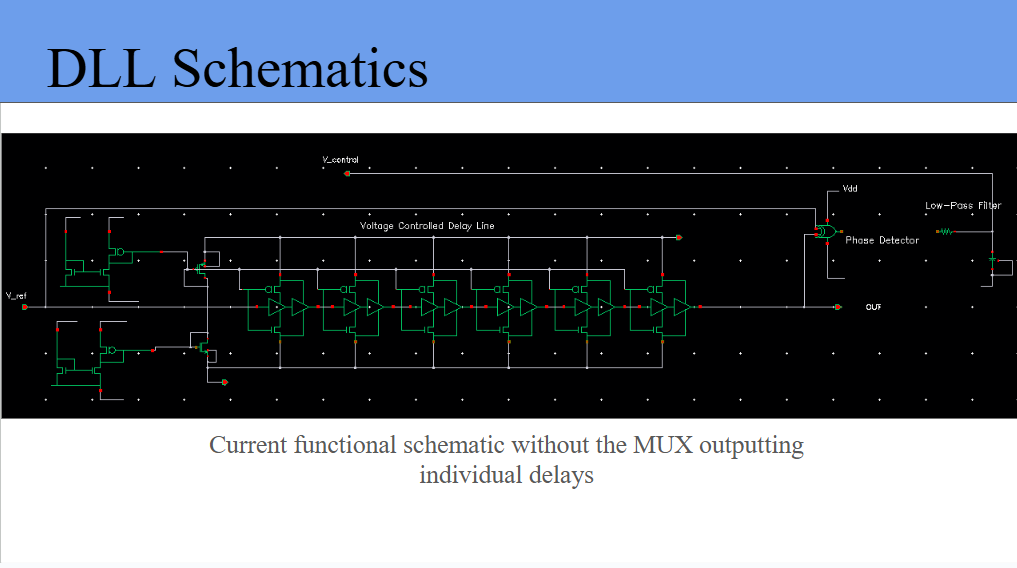 DLL Schematics
V_control
Vdd
Low-Pass Filter
Voltage Controlled Delay Line
Phase Detector
V_ref
OUT
Current functional schematic without the MUX outputting
individual delays